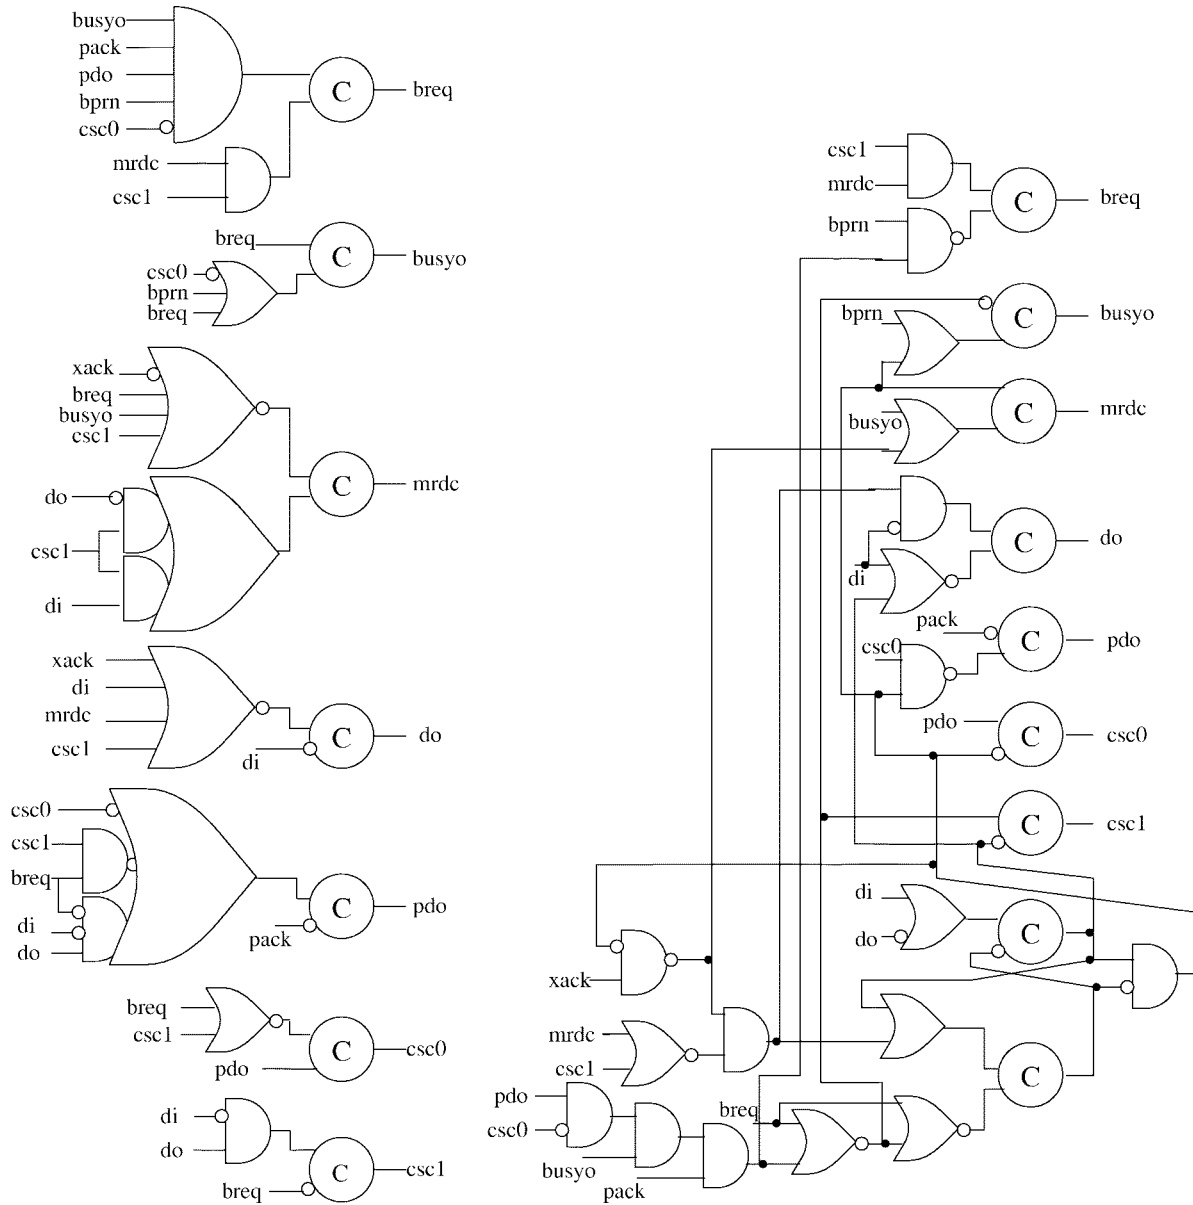 busyo
pack
pdo
bprn
csc0
C
breq
mrdc
csc1
breq
C
busyo
csc0
bprn
breq
xack
breq
busyo
csc1
C
mrdc
do
csc1
di
xack
di
mrdc
csc1
C
do
di
csc0
csc1
breq
di
do
C
pdo
pack
breq
csc1
pdo
C
csc0
di
do
breq
C
csc1
csc1
mrdc
bprn
C
breq
bprn
C
busyo
busyo
C
mrdc
di
C
do
pack
csc0
C
pdo
pdo
C
csc0
C
csc1
di
do
C
xack
mrdc
csc1
C
pdo
csc0
busyo
pack
breq